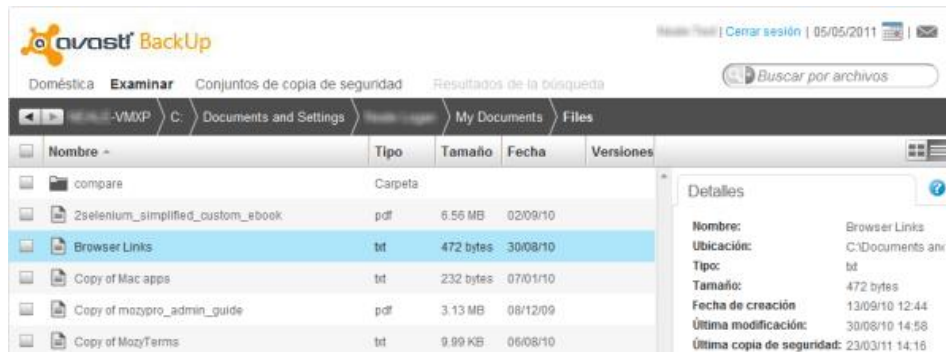 avast! BackUp
| Cerrar sesión | 05/05/2011 |
Doméstica Examinar Conjuntos de copia de seguridad Resultados de la búsqueda
Buscar por archivos
-VMXP C: Documents and Settings My Documents Files
Nombre Tipo Tamaño Fecha Versiones
compare Carpeta
2selenium_simplified_custom_ebook pdf 6.56 MB 02/09/10
Browser Links txt 472 bytes 30/08/10
Copy of Mac apps txt 232 bytes 07/01/10
Copy of mozypro_admin_guide pdf 3.13 MB 08/12/09
Copy of MozyTerms txt 9.99 KB 06/08/10
Detalles
Nombre: Browser Links
Ubicación: C:\Documents and
Tipo: txt
Tamaño: 472 bytes
Fecha de creación 13/09/10 12:44
Última modificación: 30/08/10 14:58
Última copia de seguridad: 23/03/11 14:16